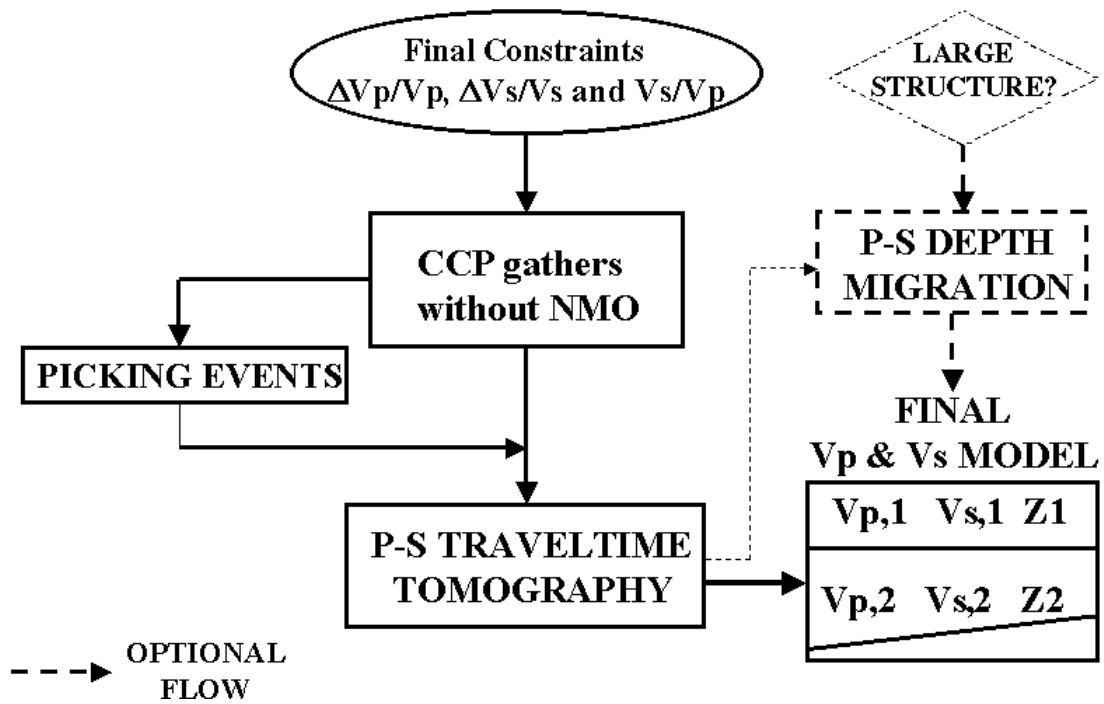 Final Constraints
ΔVp/Vp, ΔVs/Vs and Vs/Vp
LARGE
STRUCTURE?
CCP gathers
without NMO
P-S DEPTH
MIGRATION
PICKING EVENTS
FINAL
Vp & Vs MODEL
Vp,1 Vs,1 Z1
P-S TRAVELTIME
TOMOGRAPHY
Vp,2 Vs,2 Z2
OPTIONAL
FLOW